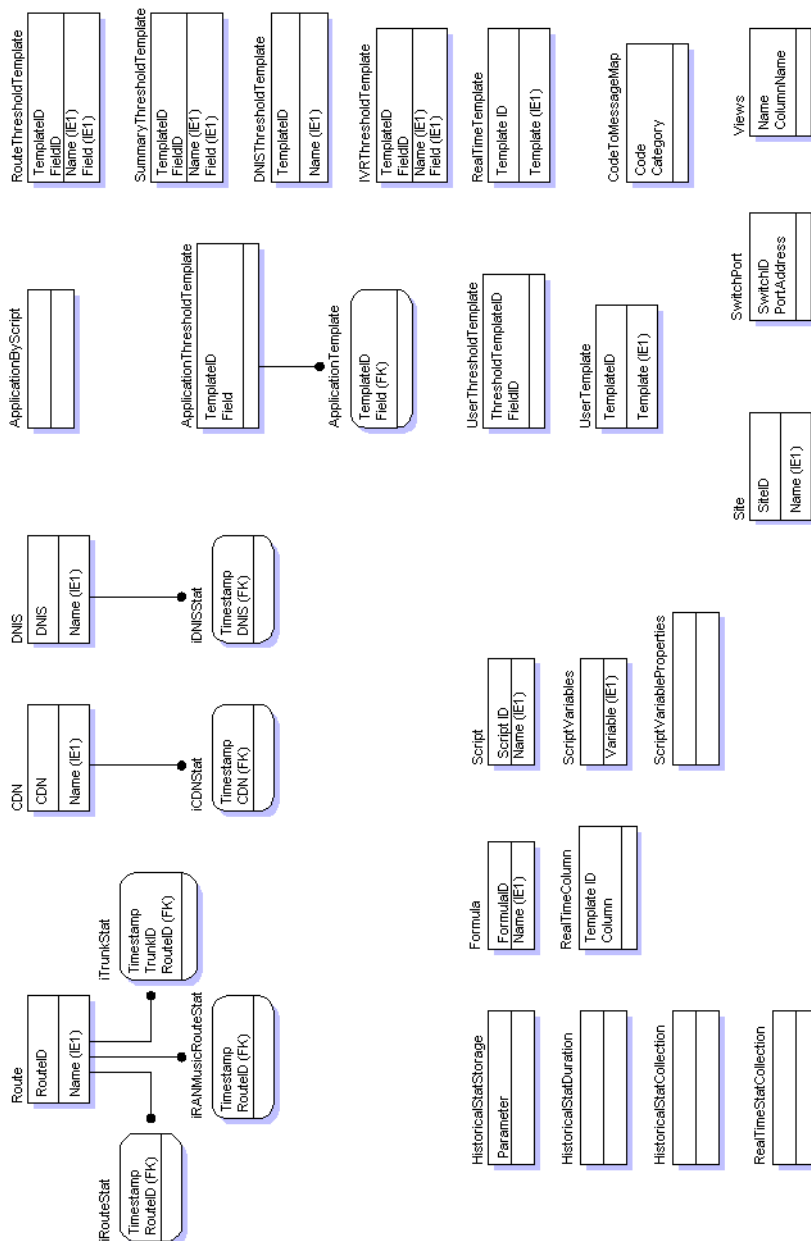 Route
RouteID
Name (IE1)
iRouteStat
Timestamp
RouteID (FK)
iRANMusicRouteStat
Timestamp
RouteID (FK)
iTrunkStat
Timestamp
TrunkID
RouteID (FK)
CDN
CDN
Name (IE1)
iCDNStat
Timestamp
CDN (FK)
DNIS
DNIS
Name (IE1)
iDNISStat
Timestamp
DNIS (FK)
ApplicationByScript
ApplicationThresholdTemplate
TemplateID
Field
ApplicationTemplate
TemplateID
Field (FK)
RouteThresholdTemplate
TemplateID
FieldID
Name (IE1)
Field (IE1)
SummaryThresholdTemplate
TemplateID
FieldID
Name (IE1)
Field (IE1)
DNISThresholdTemplate
TemplateID
Name (IE1)
IVRThresholdTemplate
TemplateID
FieldID
Name (IE1)
Field (IE1)
RealTimeTemplate
Template ID
Template (IE1)
CodeToMessageMap
Code
Category
HistoricalStatStorage
Parameter
HistoricalStatDuration
HistoricalStatCollection
RealTimeStatCollection
Formula
FormulaID
Name (IE1)
RealTimeColumn
Template ID
Column
Script
Script ID
Name (IE1)
ScriptVariables
Variable (IE1)
ScriptVariableProperties
UserThresholdTemplate
ThresholdTemplateID
FieldID
UserTemplate
TemplateID
Template (IE1)
Site
SiteID
Name (IE1)
SwitchPort
SwitchID
PortAddress
Views
Name
ColumnName